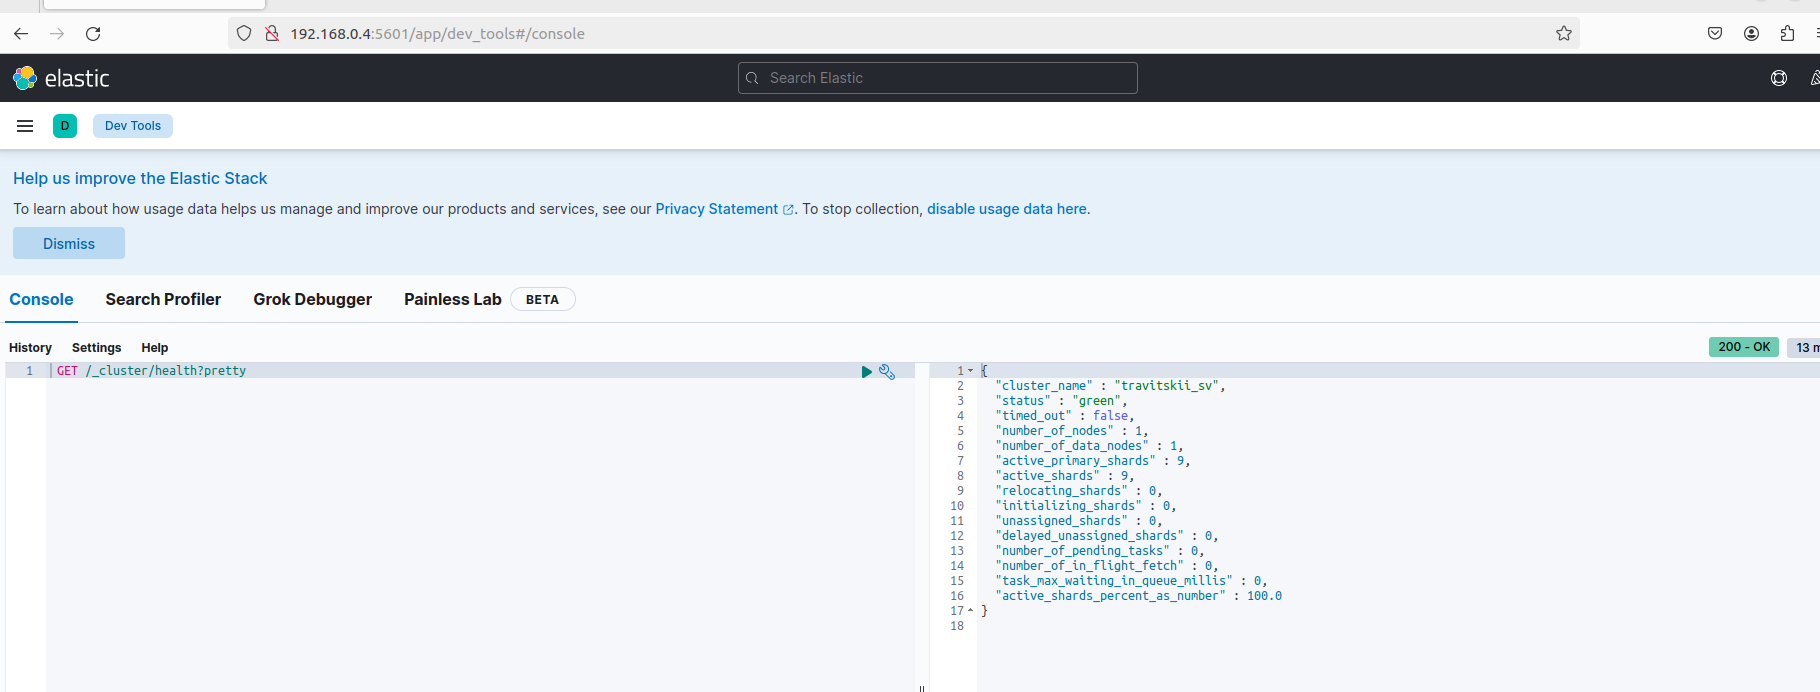 192.168.0.4:5601/app/dev_tools#/console
elastic
Search Elastic
D
Dev Tools
Help us improve the Elastic Stack
To learn about how usage data helps us manage and improve our products and services, see our Privacy Statement. To stop collection, disable usage data here.
Dismiss
Console Search Profiler Grok Debugger Painless Lab BETA
History Settings Help
200 - OK
13 m
1 GET /_cluster/health?pretty
1 {
2 "cluster_name" : "travitskii_sv",
3 "status" : "green",
4 "timed_out" : false,
5 "number_of_nodes" : 1,
6 "number_of_data_nodes" : 1,
7 "active_primary_shards" : 9,
8 "active_shards" : 9,
9 "relocating_shards" : 0,
10 "initializing_shards" : 0,
11 "unassigned_shards" : 0,
12 "delayed_unassigned_shards" : 0,
13 "number_of_pending_tasks" : 0,
14 "number_of_in_flight_fetch" : 0,
15 "task_max_waiting_in_queue_millis" : 0,
16 "active_shards_percent_as_number" : 100.0
17 }
18